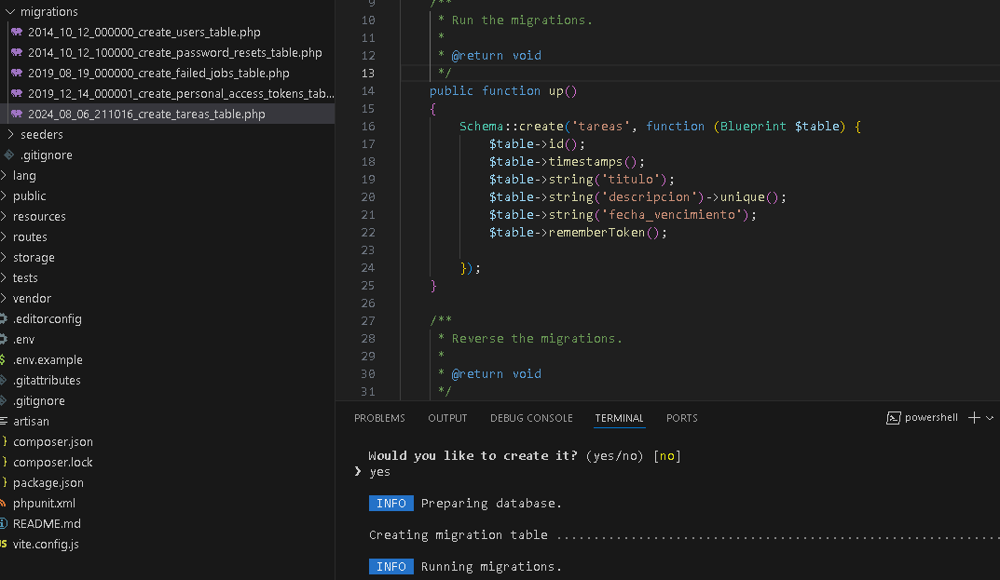 migrations
2014_10_12_000000_create_users_table.php
2014_10_12_100000_create_password_resets_table.php
2019_08_19_000000_create_failed_jobs_table.php
2019_12_14_000001_create_personal_access_tokens_tab...
2024_08_06_211016_create_tareas_table.php
seeders
.gitignore
lang
public
resources
routes
storage
tests
vendor
.editorconfig
.env
$ .env.example
.gitattributes
.gitignore
artisan
} composer.json
} composer.lock
} package.json
phpunit.xml
README.md
JS vite.config.js
9 /**
10 * Run the migrations.
11 *
12 * @return void
13 */
14 public function up()
15 {
16 Schema::create('tareas', function (Blueprint $table) {
17 $table->id();
18 $table->timestamps();
19 $table->string('titulo');
20 $table->string('descripcion')->unique();
21 $table->string('fecha_vencimiento');
22 $table->rememberToken();
23
24 });
25 }
26
27 /**
28 * Reverse the migrations.
29 *
30 * @return void
31 */
PROBLEMS OUTPUT DEBUG CONSOLE TERMINAL PORTS powershell
Would you like to create it? (yes/no) [no]
❯ yes
INFO Preparing database.
Creating migration table ............................................................
INFO Running migrations.